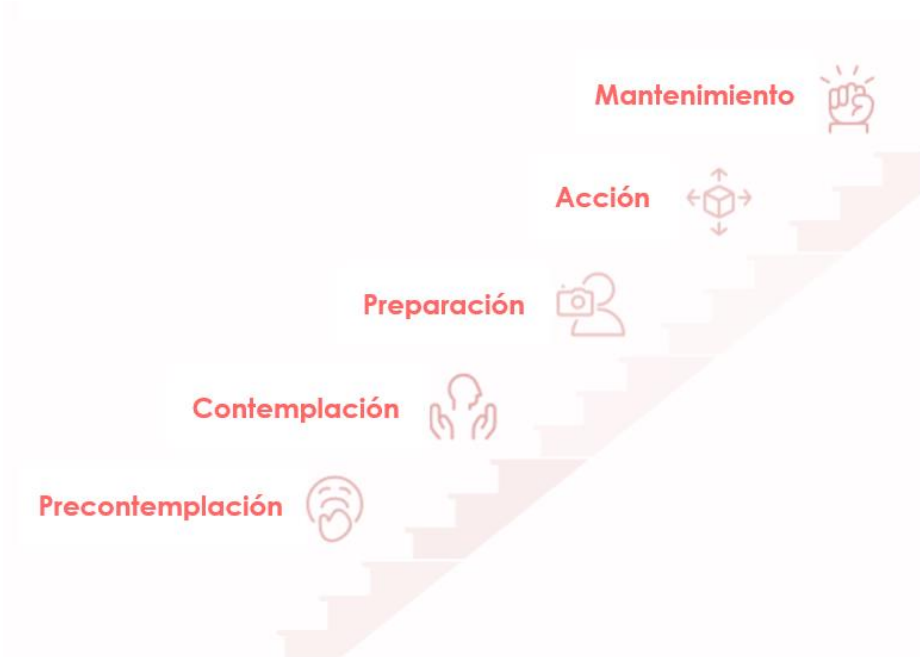 Mantenimiento
Acción
Preparación
Contemplación
Precontemplación